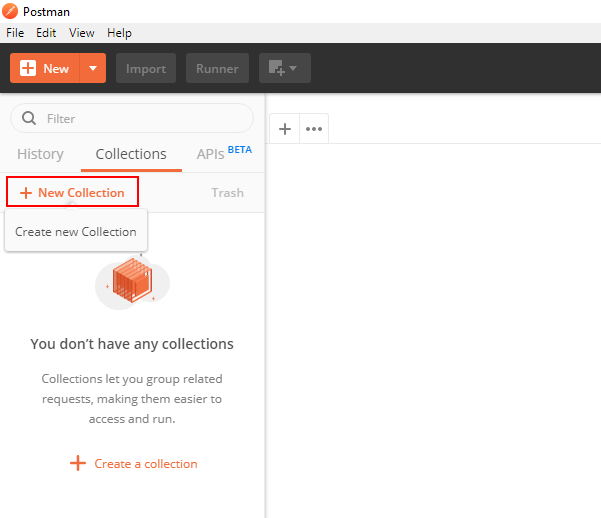 Postman
File Edit View Help
New Import Runner
Filter
History Collections APIs BETA
+ New Collection Trash
Create new Collection
You don’t have any collections
Collections let you group related
requests, making them easier to
access and run.
+ Create a collection